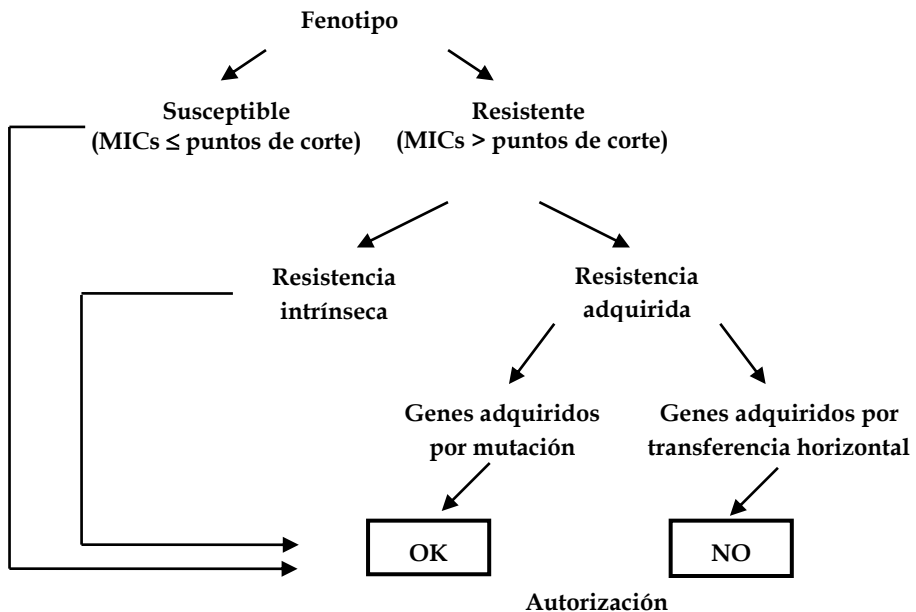 Fenotipo
Susceptible
(MICs ≤ puntos de corte)
Resistente
(MICs > puntos de corte)
Resistencia
intrínseca
Resistencia
adquirida
Genes adquiridos
por mutación
Genes adquiridos por
transferencia horizontal
OK
NO
Autorización